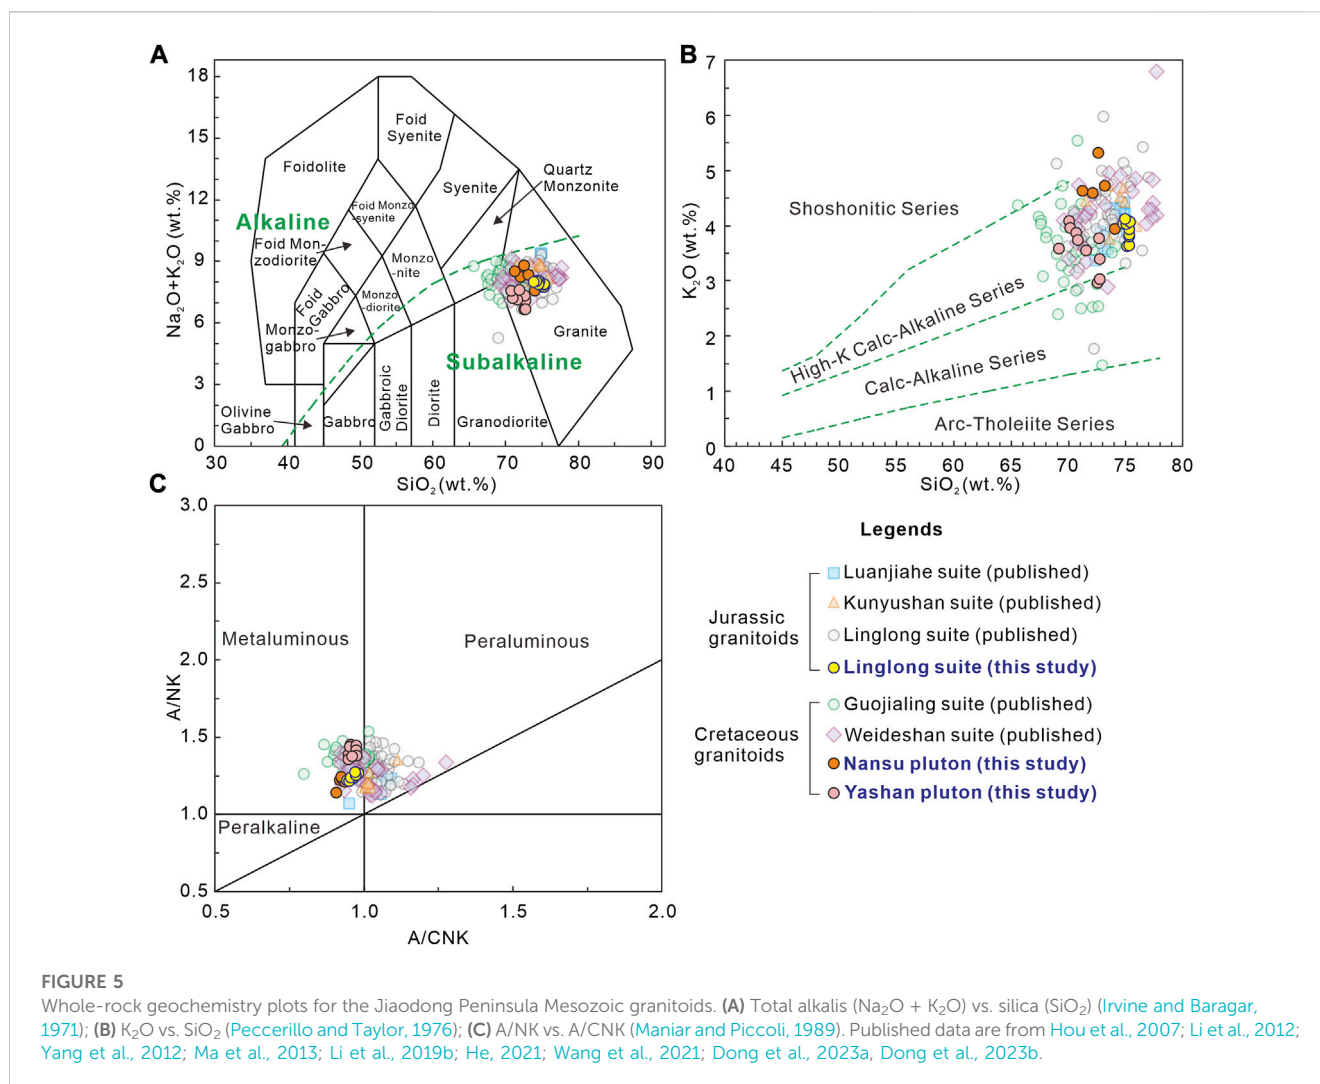 A
Na₂O+K₂O (wt.%)
18
15
12
9
6
3
0
30
40
50
60
70
80
90
SiO₂(wt.%)
Foid
Syenite
Foidolite
Syenite
Quartz
Monzonite
Alkaline
Foid Monzo
-syenite
Foid Mon-
zodiorite
Monzo
-nite
Foid
Gabbro
Monzo
-diorite
Monzo-
gabbro
Granite
Subalkaline
Olivine
Gabbro
Gabbro
Gabbroic
Diorite
Diorite
Granodiorite
B
K₂O (wt.%)
7
6
5
4
3
2
1
0
40
45
50
55
60
65
70
75
80
SiO₂(wt.%)
Shoshonitic Series
High-K Calc-Alkaline Series
Calc-Alkaline Series
Arc-Tholeiite Series
C
A/NK
3.0
2.5
2.0
1.5
1.0
0.5
0.5
1.0
1.5
2.0
A/CNK
Metaluminous
Peraluminous
Peralkaline
Legends
Jurassic
granitoids
Luanjiahe suite (published)
Kunyushan suite (published)
Linglong suite (published)
Linglong suite (this study)
Cretaceous
granitoids
Guojialing suite (published)
Weideshan suite (published)
Nansu pluton (this study)
Yashan pluton (this study)
FIGURE 5
Whole-rock geochemistry plots for the Jiaodong Peninsula Mesozoic granitoids. (A) Total alkalis (Na₂O + K₂O) vs. silica (SiO₂) (Irvine and Baragar,
1971); (B) K₂O vs. SiO₂ (Peccerillo and Taylor, 1976); (C) A/NK vs. A/CNK (Maniar and Piccoli, 1989). Published data are from Hou et al., 2007; Li et al., 2012;
Yang et al., 2012; Ma et al., 2013; Li et al., 2019b; He, 2021; Wang et al., 2021; Dong et al., 2023a, Dong et al., 2023b.